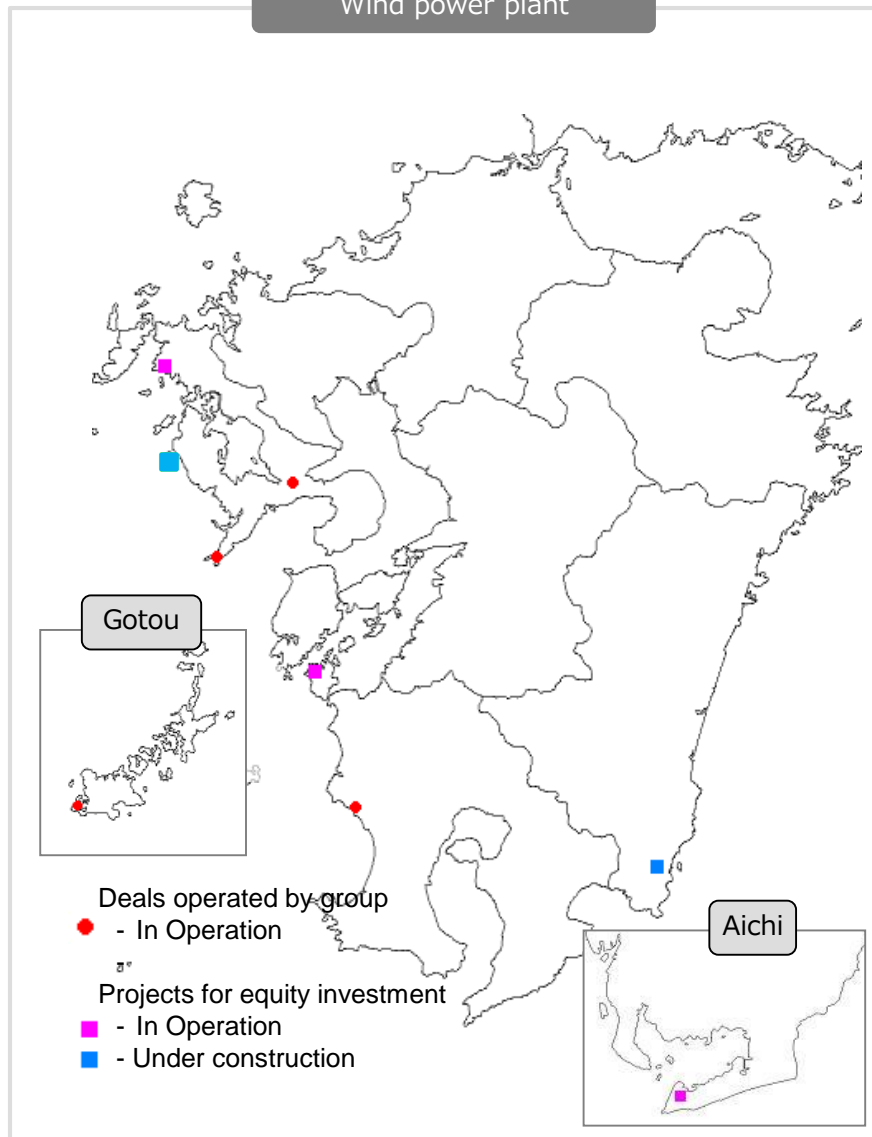 Wind power plant
Gotou
Deals operated by group
- In Operation
Aichi
Projects for equity investment
- In Operation
- Under construction